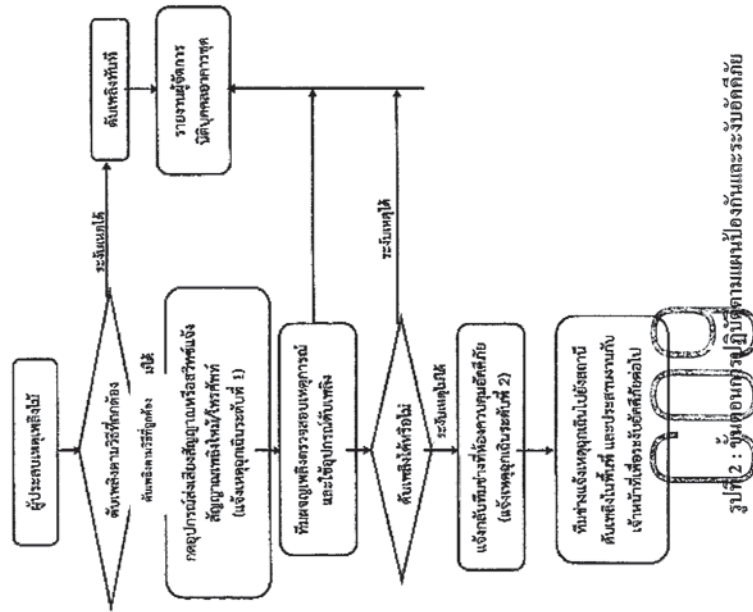 ผู้ประสบเหตุเพลิงไม้
ดับเพลิงตามวิธีที่ถูกต้อง
ระงับเหตุได้
ดับเพลิงทันที
รายงานผู้จัดการ
นิติบุคคลอาคารชุด
ดับเพลิงตามวิธีที่ถูกต้อง
ไม่ได้
กดอุปกรณ์ส่งเสียงสัญญาณหรือสวิทช์แจ้ง
สัญญาณเพลิงไหม้/โทรศัพท์
(แจ้งเหตุฉุกเฉินระดับที่ 1)
ทีมผจญเพลิงตรวจสอบเหตุการณ์
และใช้อุปกรณ์ดับเพลิง
ดับเพลิงได้หรือไม่
ระงับเหตุได้
ระงับเหตุไม่ได้
แจ้งกลับทีมช่างที่ห้องควบคุมอัคคีภัย
(แจ้งเหตุฉุกเฉินระดับที่ 2)
ทีมช่างแจ้งเหตุฉุกเฉินไปยังสถานี
ดับเพลิงในพื้นที่ และประสานงานกับ
เจ้าหน้าที่เพื่อระงับอัคคีภัยต่อไป
รูปที่ 2 : ขั้นตอนการปฏิบัติตามแผนป้องกันและระงับอัคคีภัย